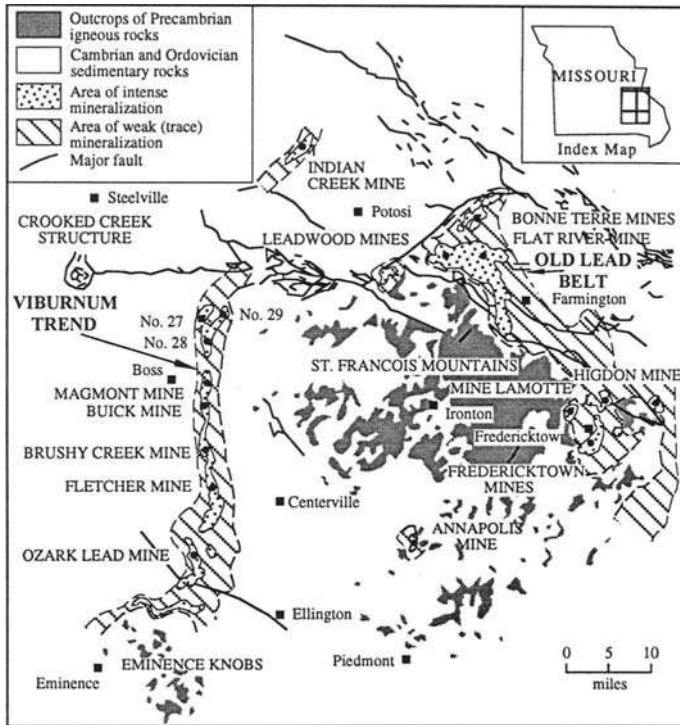 Outcrops of Precambrian
igneous rocks
Cambrian and Ordovician
sedimentary rocks
Area of intense
mineralization
Area of weak (trace)
mineralization
Major fault
MISSOURI
Index Map
INDIAN
CREEK MINE
Steelville
Potosi
CROOKED CREEK
STRUCTURE
LEADWOOD MINES
BONNE TERRE MINES
FLAT RIVER MINE
OLD LEAD
BELT
Farmington
VIBURNUM
TREND
No. 27
No. 29
No. 28
Boss
MAGMONT MINE
BUICK MINE
ST. FRANCOIS MOUNTAINS
MINE LAMOTTE
HIGDON MINE
Ironton
Fredericktow
BRUSHY CREEK MINE
FREDERICKTOWN
MINES
FLETCHER MINE
Centerville
ANNAPOLIS
MINE
OZARK LEAD MINE
Ellington
EMINENCE KNOBS
Eminence
Piedmont
0 10
miles